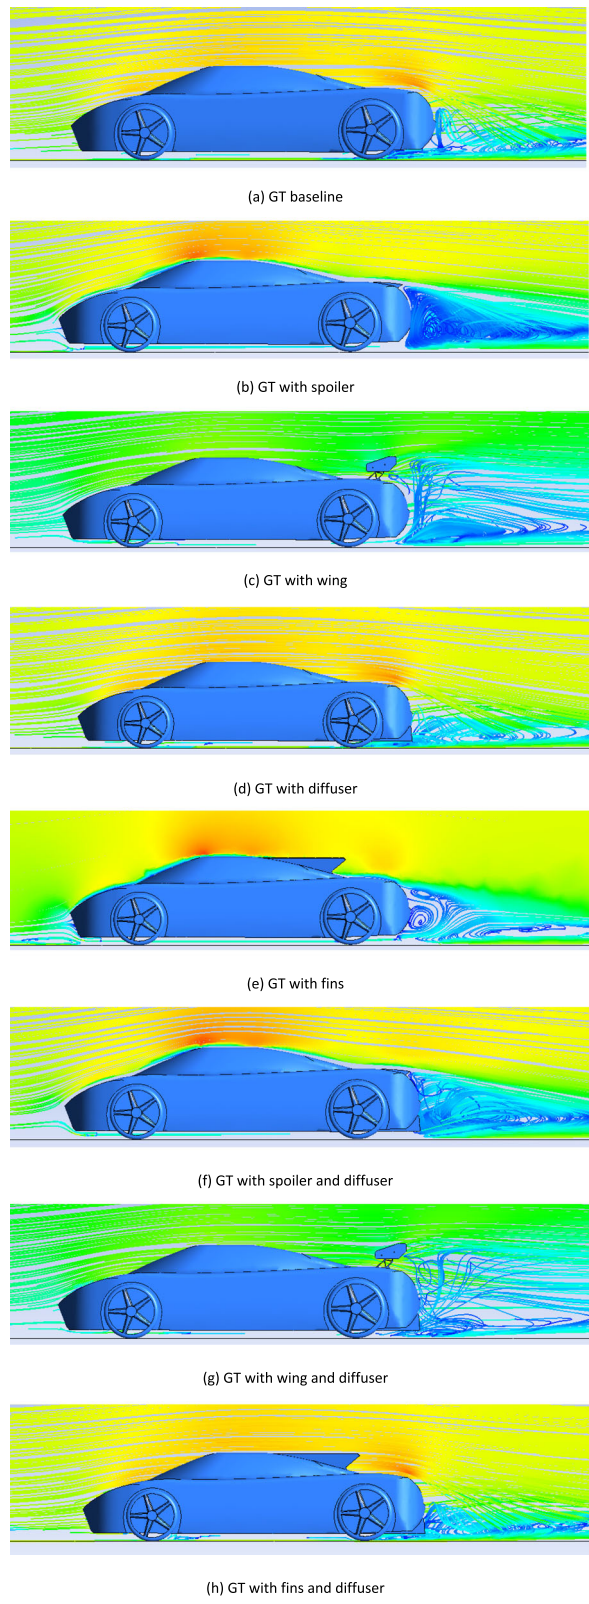 (a) GT baseline
(b) GT with spoiler
(c) GT with wing
(d) GT with diffuser
(e) GT with fins
(f) GT with spoiler and diffuser
(g) GT with wing and diffuser
(h) GT with fins and diffuser